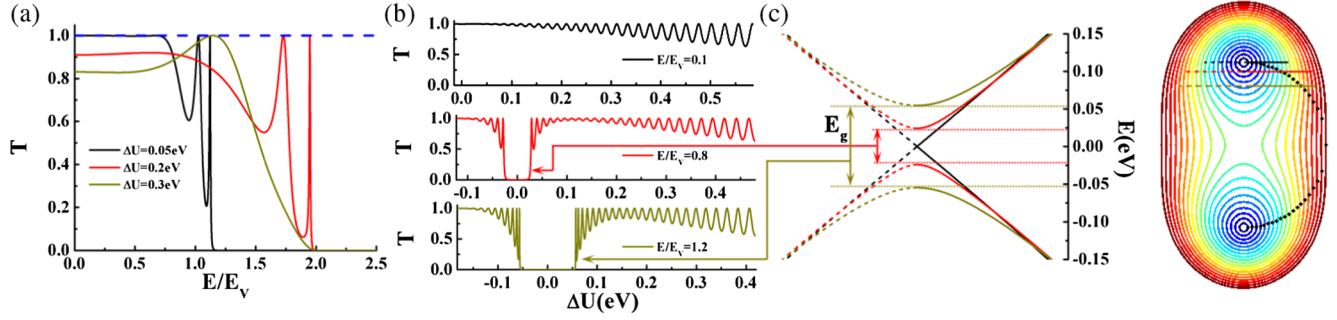 (a)
T
1.0
0.8
0.6
0.4
0.2
0.0
ΔU=0.05eV
ΔU=0.2eV
ΔU=0.3eV
0.0 0.5 1.0 1.5 2.0 2.5
E/E_V
(b)
T
1.0
0.5
0.0
E/E_V=0.1
0.0 0.1 0.2 0.3 0.4 0.5
T
1.0
0.5
0.0
E/E_V=0.8
-0.1 0.0 0.1 0.2 0.3 0.4
T
1.0
0.5
0.0
E/E_V=1.2
-0.1 0.0 0.1 0.2 0.3 0.4
ΔU(eV)
(c)
E_g
0.15
0.10
0.05
0.00
-0.05
-0.10
-0.15
E(eV)